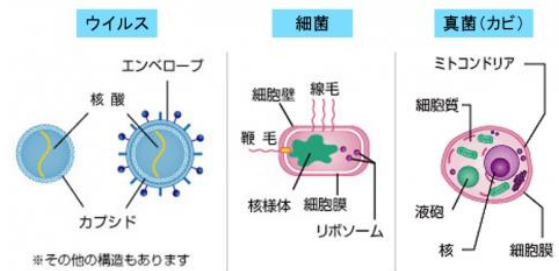 ウイルス
エンベロープ
核酸
カプシド
※その他の構造もあります
細菌
線毛
細胞壁
鞭毛
核様体
細胞膜
リボソーム
真菌(カビ)
ミトコンドリア
細胞質
液胞
核
細胞膜